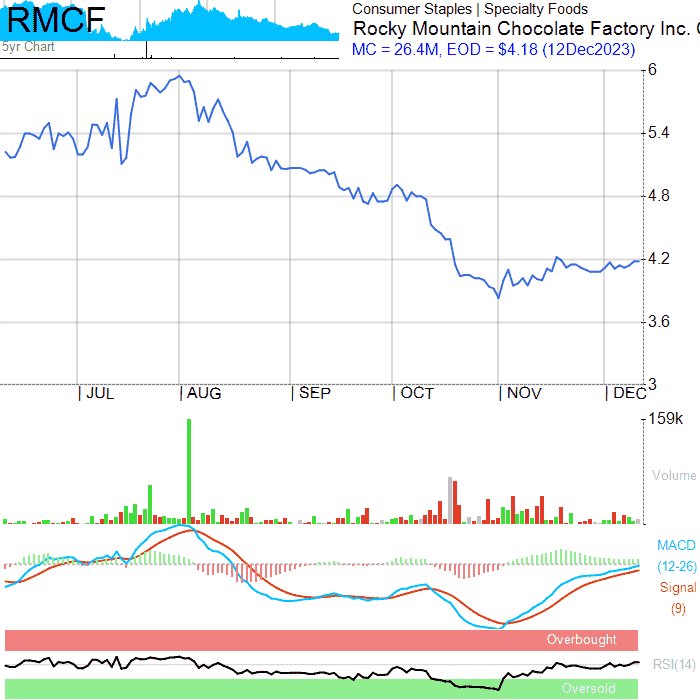 RMCF
5yr Chart
Consumer Staples | Specialty Foods
Rocky Mountain Chocolate Factory Inc. (
MC = 26.4M, EOD = $4.18 (12Dec2023)
6
5.4
4.8
4.2
3.6
3
| JUL | AUG | SEP | OCT | NOV | DEC
159k
Volume
MACD
(12-26)
Signal
(9)
Overbought
RSI(14)
Oversold